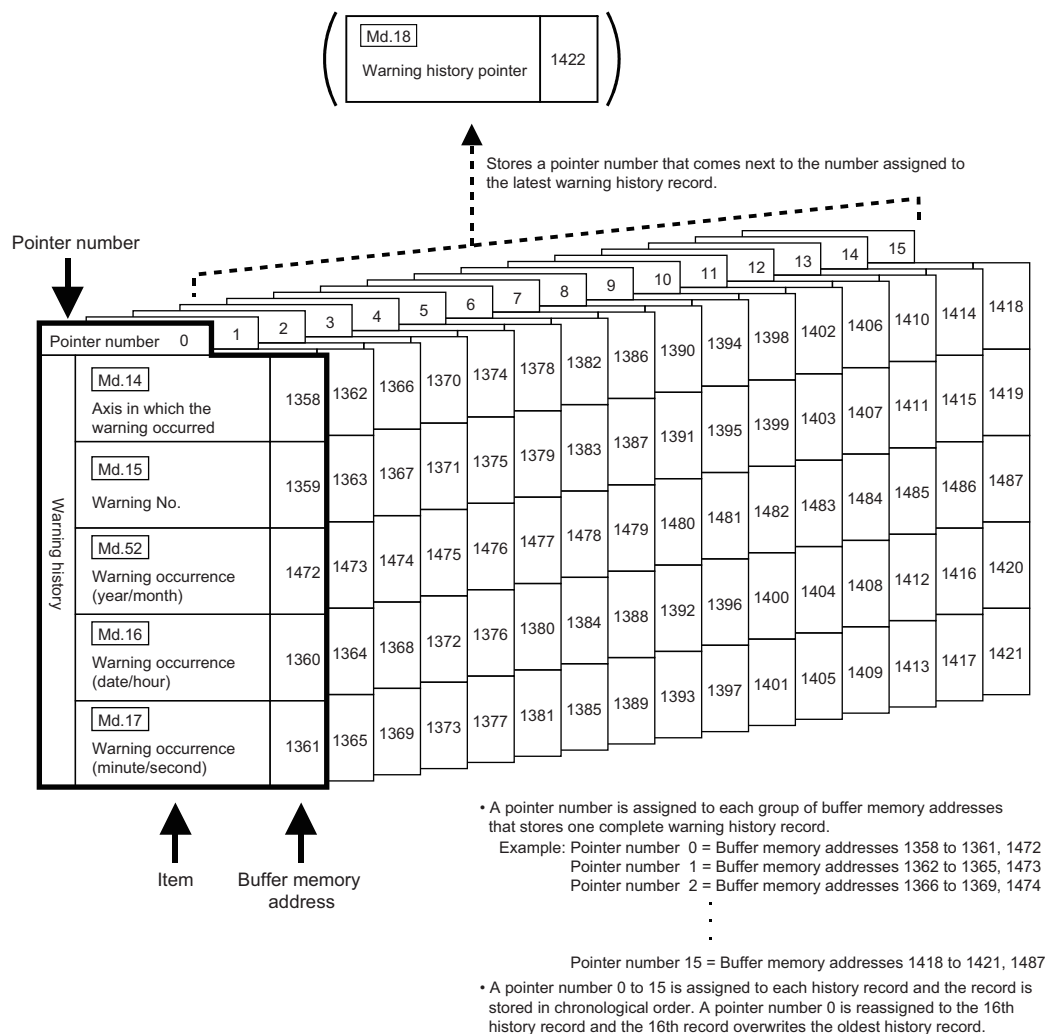 Md.18
Warning history pointer
1422
Stores a pointer number that comes next to the number assigned to
the latest warning history record.
Pointer number
Pointer number 0
1
2
3
4
5
6
7
8
9
10
11
12
13
14
15
Warning history
Md.14
Axis in which the
warning occurred
1358 1362 1366 1370 1374 1378 1382 1386 1390 1394 1398 1402 1406 1410 1414 1418
Md.15
Warning No.
1359 1363 1367 1371 1375 1379 1383 1387 1391 1395 1399 1403 1407 1411 1415 1419
Md.52
Warning occurrence
(year/month)
1472 1473 1474 1475 1476 1477 1478 1479 1480 1481 1482 1483 1484 1485 1486 1487
Md.16
Warning occurrence
(date/hour)
1360 1364 1368 1372 1376 1380 1384 1388 1392 1396 1400 1404 1408 1412 1416 1420
Md.17
Warning occurrence
(minute/second)
1361 1365 1369 1373 1377 1381 1385 1389 1393 1397 1401 1405 1409 1413 1417 1421
Item
Buffer memory
address
• A pointer number is assigned to each group of buffer memory addresses
that stores one complete warning history record.
Example: Pointer number 0 = Buffer memory addresses 1358 to 1361, 1472
Pointer number 1 = Buffer memory addresses 1362 to 1365, 1473
Pointer number 2 = Buffer memory addresses 1366 to 1369, 1474
Pointer number 15 = Buffer memory addresses 1418 to 1421, 1487
• A pointer number 0 to 15 is assigned to each history record and the record is
stored in chronological order. A pointer number 0 is reassigned to the 16th
history record and the 16th record overwrites the oldest history record.